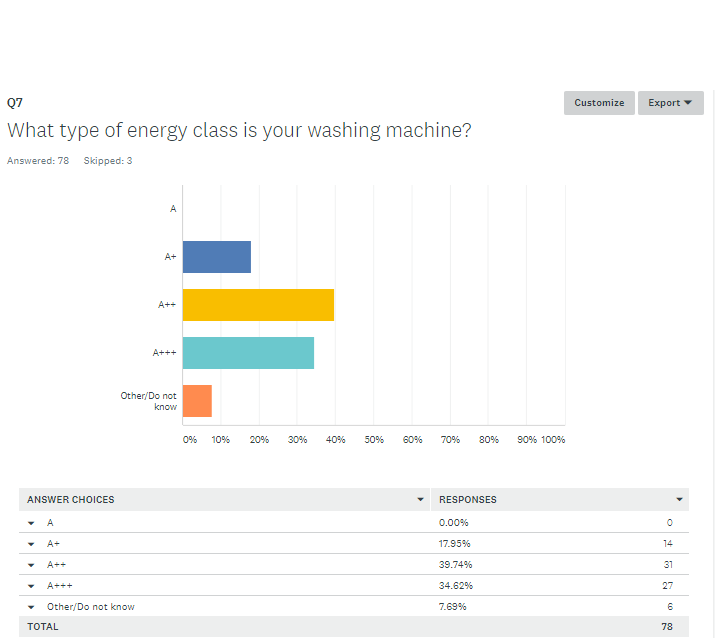 Q7
Customize
Export
What type of energy class is your washing machine?
Answered: 78 Skipped: 3
A
A+
A++
A+++
Other/Do not
know
0% 10% 20% 30% 40% 50% 60% 70% 80% 90% 100%
ANSWER CHOICES RESPONSES
A 0.00% 0
A+ 17.95% 14
A++ 39.74% 31
A+++ 34.62% 27
Other/Do not know 7.69% 6
TOTAL 78